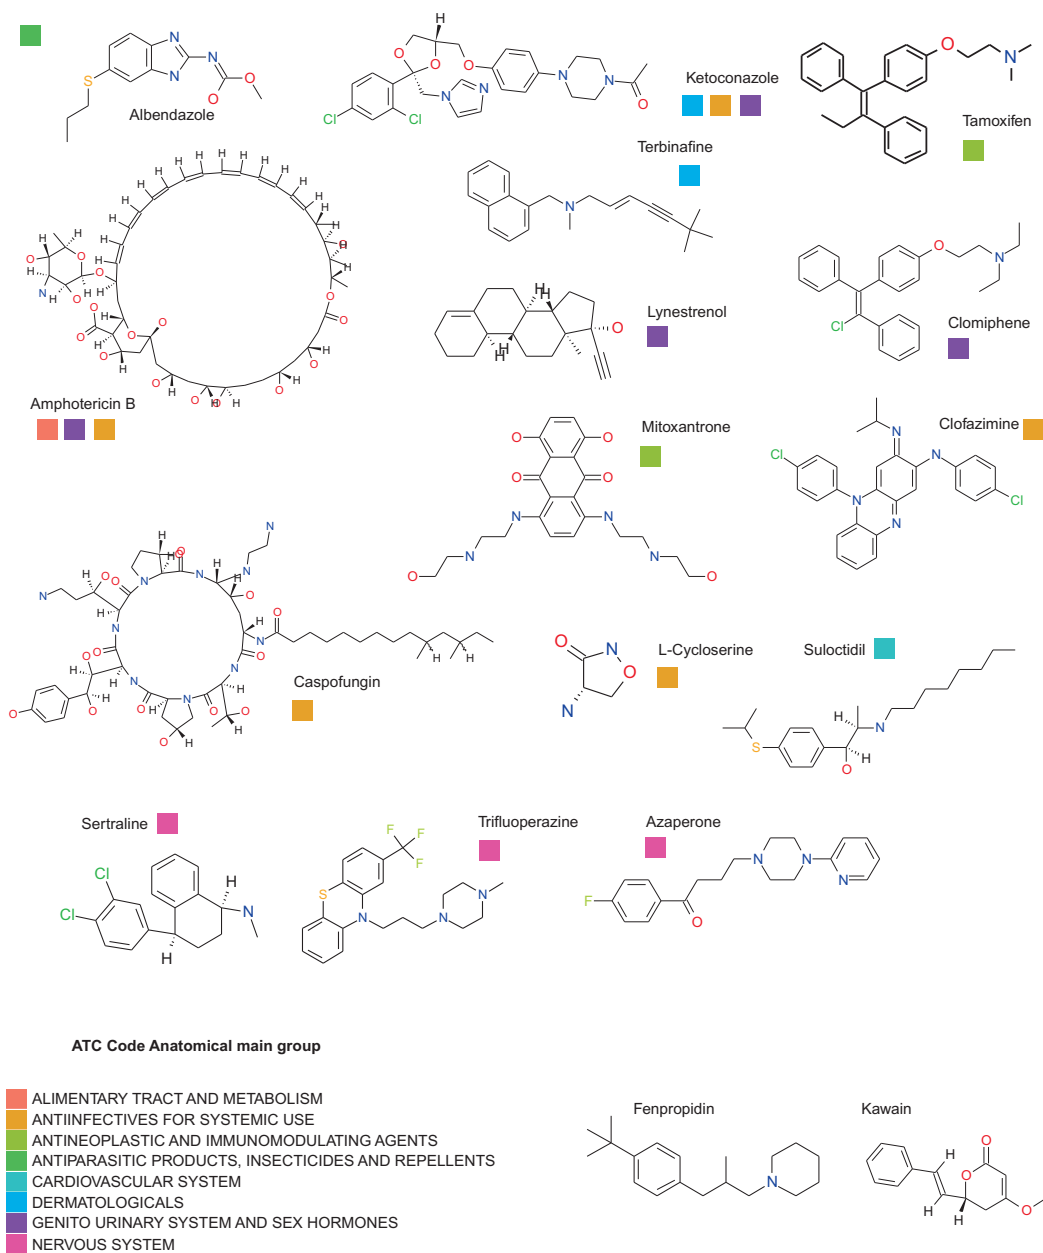 Albendazole
Ketoconazole
Tamoxifen
Terbinafine
Lynestrenol
Clomiphene
Amphotericin B
Mitoxantrone
Clofazimine
Caspofungin
L-Cycloserine
Suloctidil
Sertraline
Trifluoperazine
Azaperone
ATC Code Anatomical main group
ALIMENTARY TRACT AND METABOLISM
ANTIINFECTIVES FOR SYSTEMIC USE
ANTINEOPLASTIC AND IMMUNOMODULATING AGENTS
ANTIPARASITIC PRODUCTS, INSECTICIDES AND REPELLENTS
CARDIOVASCULAR SYSTEM
DERMATOLOGICALS
GENITO URINARY SYSTEM AND SEX HORMONES
NERVOUS SYSTEM
Fenpropidin
Kawain